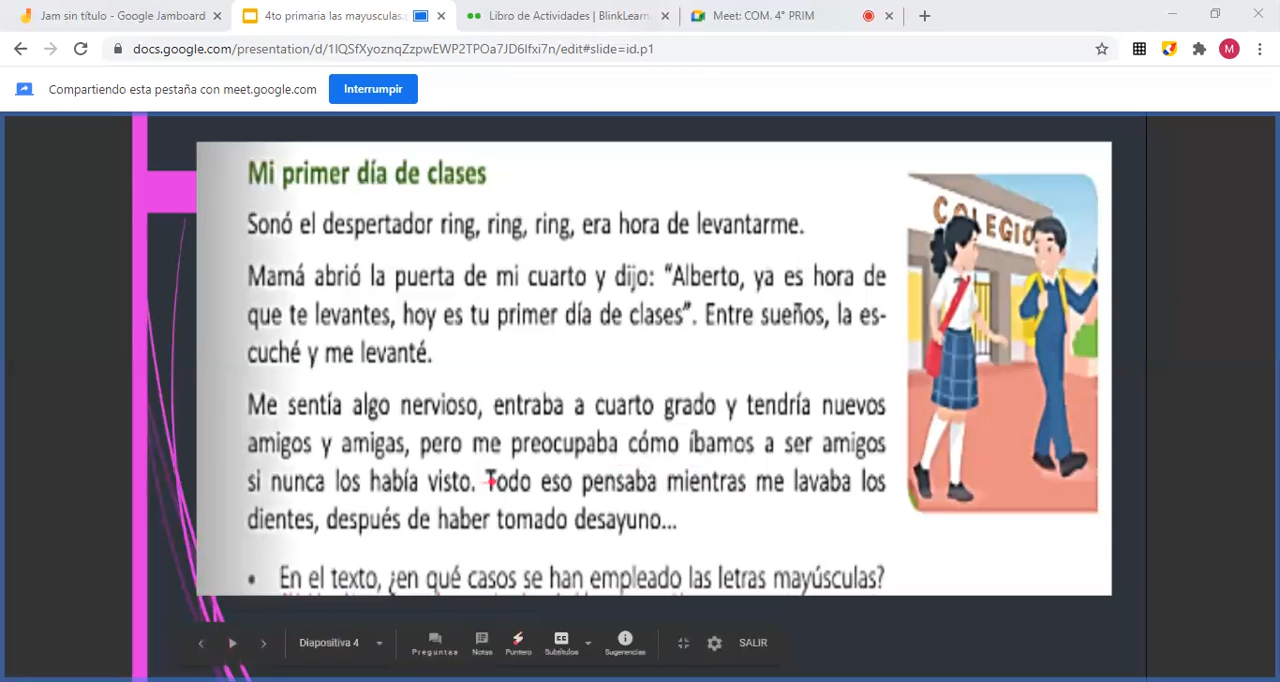 Jam sin título - Google Jamboard
4to primaria las mayusculas.
Libro de Actividades | BlinkLearn
Meet: COM. 4° PRIM
docs.google.com/presentation/d/1IQSfXyoznqZzpwEWP2TPOa7JD6lfxi7n/edit#slide=id.p1
M
Compartiendo esta pestaña con meet.google.com
Interrumpir
Mi primer día de clases
Sonó el despertador ring, ring, ring, era hora de levantarme.
Mamá abrió la puerta de mi cuarto y dijo: “Alberto, ya es hora de
que te levantes, hoy es tu primer día de clases”. Entre sueños, la es-
cuché y me levanté.
Me sentía algo nervioso, entraba a cuarto grado y tendría nuevos
amigos y amigas, pero me preocupaba cómo íbamos a ser amigos
si nunca los había visto. Todo eso pensaba mientras me lavaba los
dientes, después de haber tomado desayuno...
• En el texto, ¿en qué casos se han empleado las letras mayúsculas?
COLEGIO
Diapositiva 4
Preguntas
Notas
Puntero
Subtítulos
Sugerencias
SALIR